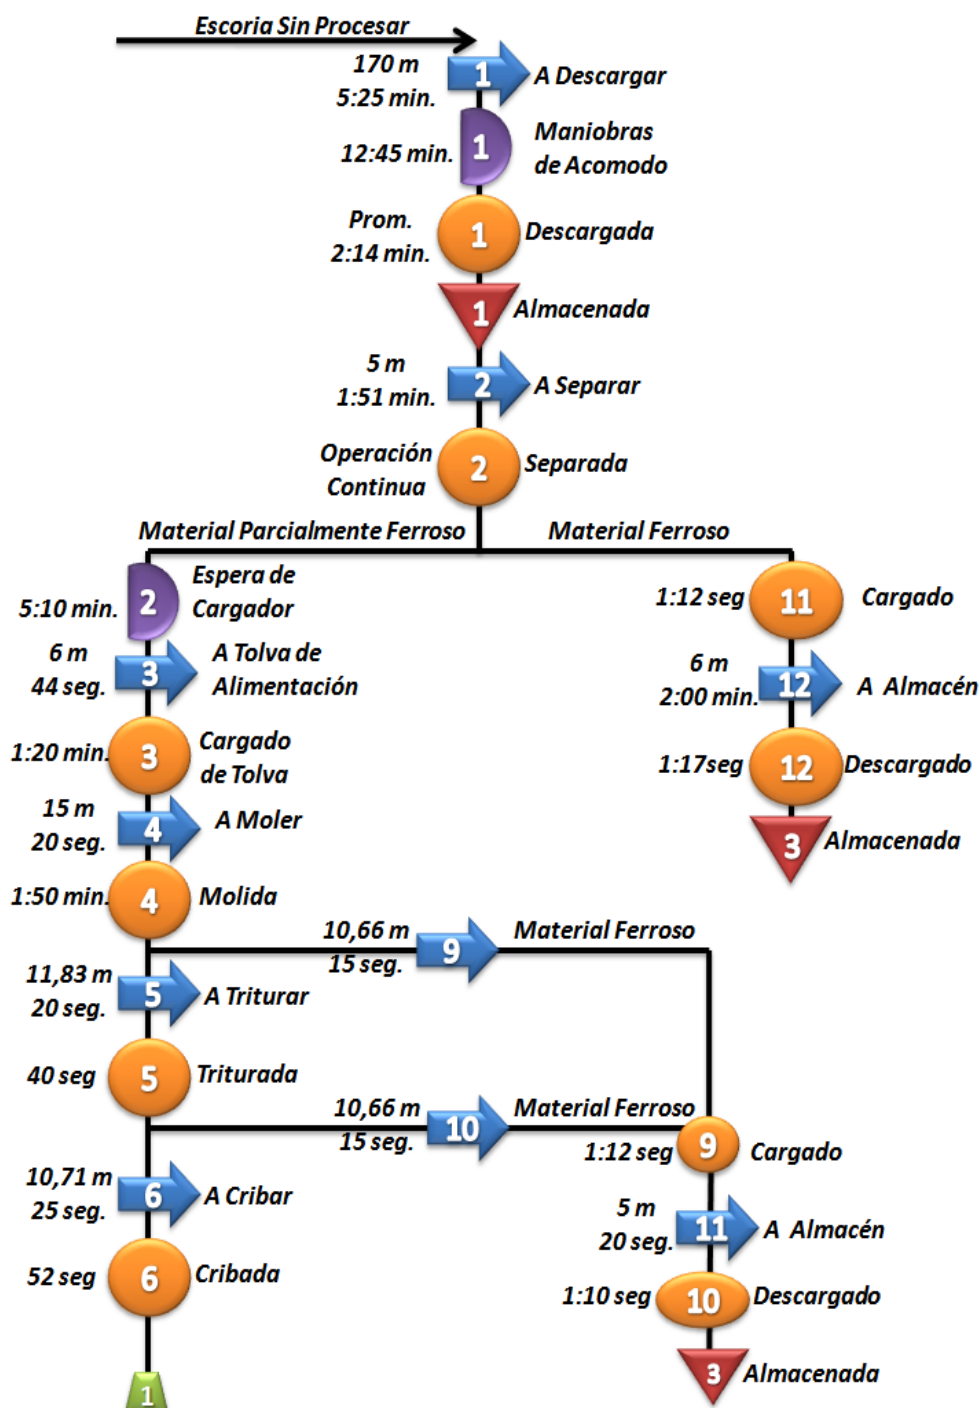 Escoria Sin Procesar
170 m
5:25 min.
1
A Descargar
12:45 min.
1
Maniobras
de Acomodo
Prom.
2:14 min.
1
Descargada
1
Almacenada
5 m
1:51 min.
2
A Separar
Operación
Continua
2
Separada
Material Parcialmente Ferroso
Material Ferroso
5:10 min.
2
Espera de
Cargador
6 m
44 seg.
3
A Tolva de
Alimentación
1:20 min.
3
Cargado
de Tolva
15 m
20 seg.
4
A Moler
1:50 min.
4
Molida
1:12 seg
11
Cargado
6 m
2:00 min.
12
A Almacén
1:17seg
12
Descargado
3
Almacenada
10,66 m
15 seg.
9
Material Ferroso
11,83 m
20 seg.
5
A Triturar
40 seg
5
Triturada
10,66 m
15 seg.
10
Material Ferroso
1:12 seg
9
Cargado
10,71 m
25 seg.
6
A Cribar
5 m
20 seg.
11
A Almacén
52 seg
6
Cribada
1:10 seg
10
Descargado
3
Almacenada
1